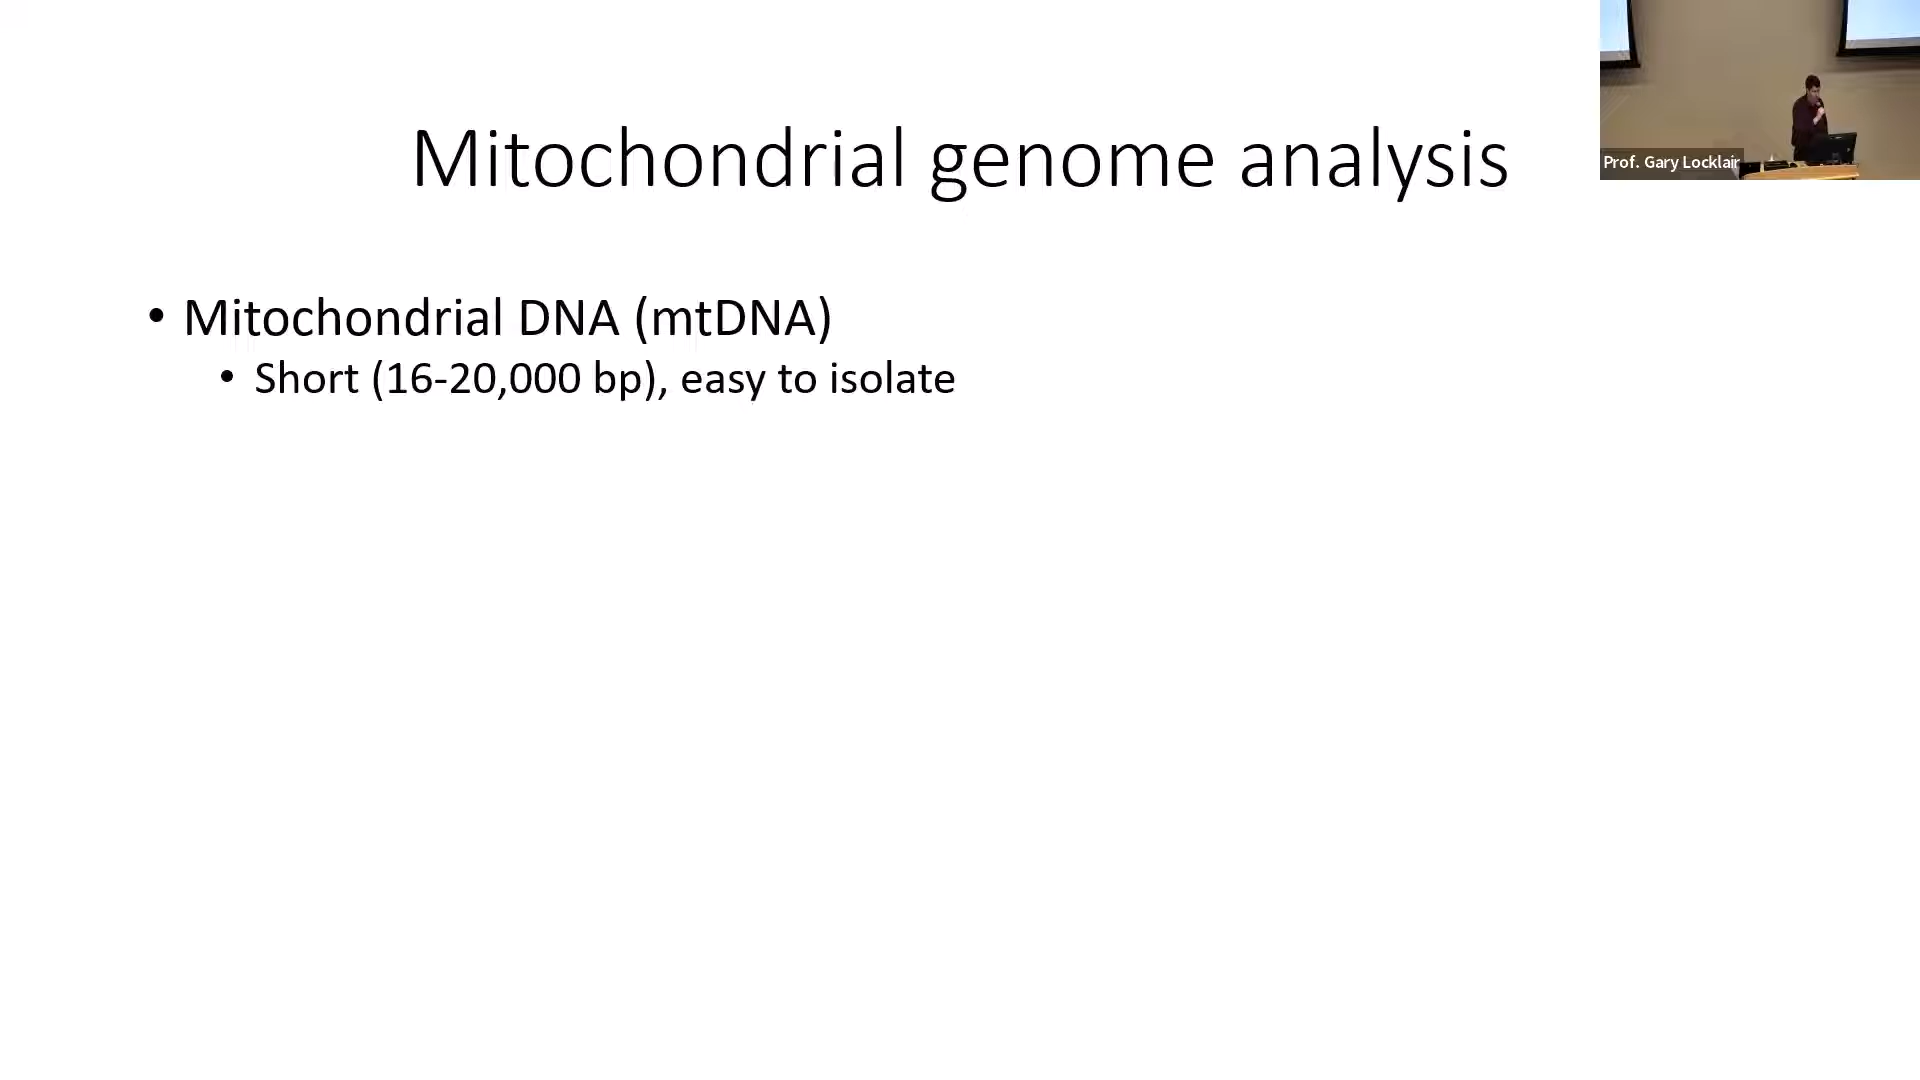 Mitochondrial genome analysis
• Mitochondrial DNA (mtDNA)
• Short (16-20,000 bp), easy to isolate
Prof. Gary Locklair